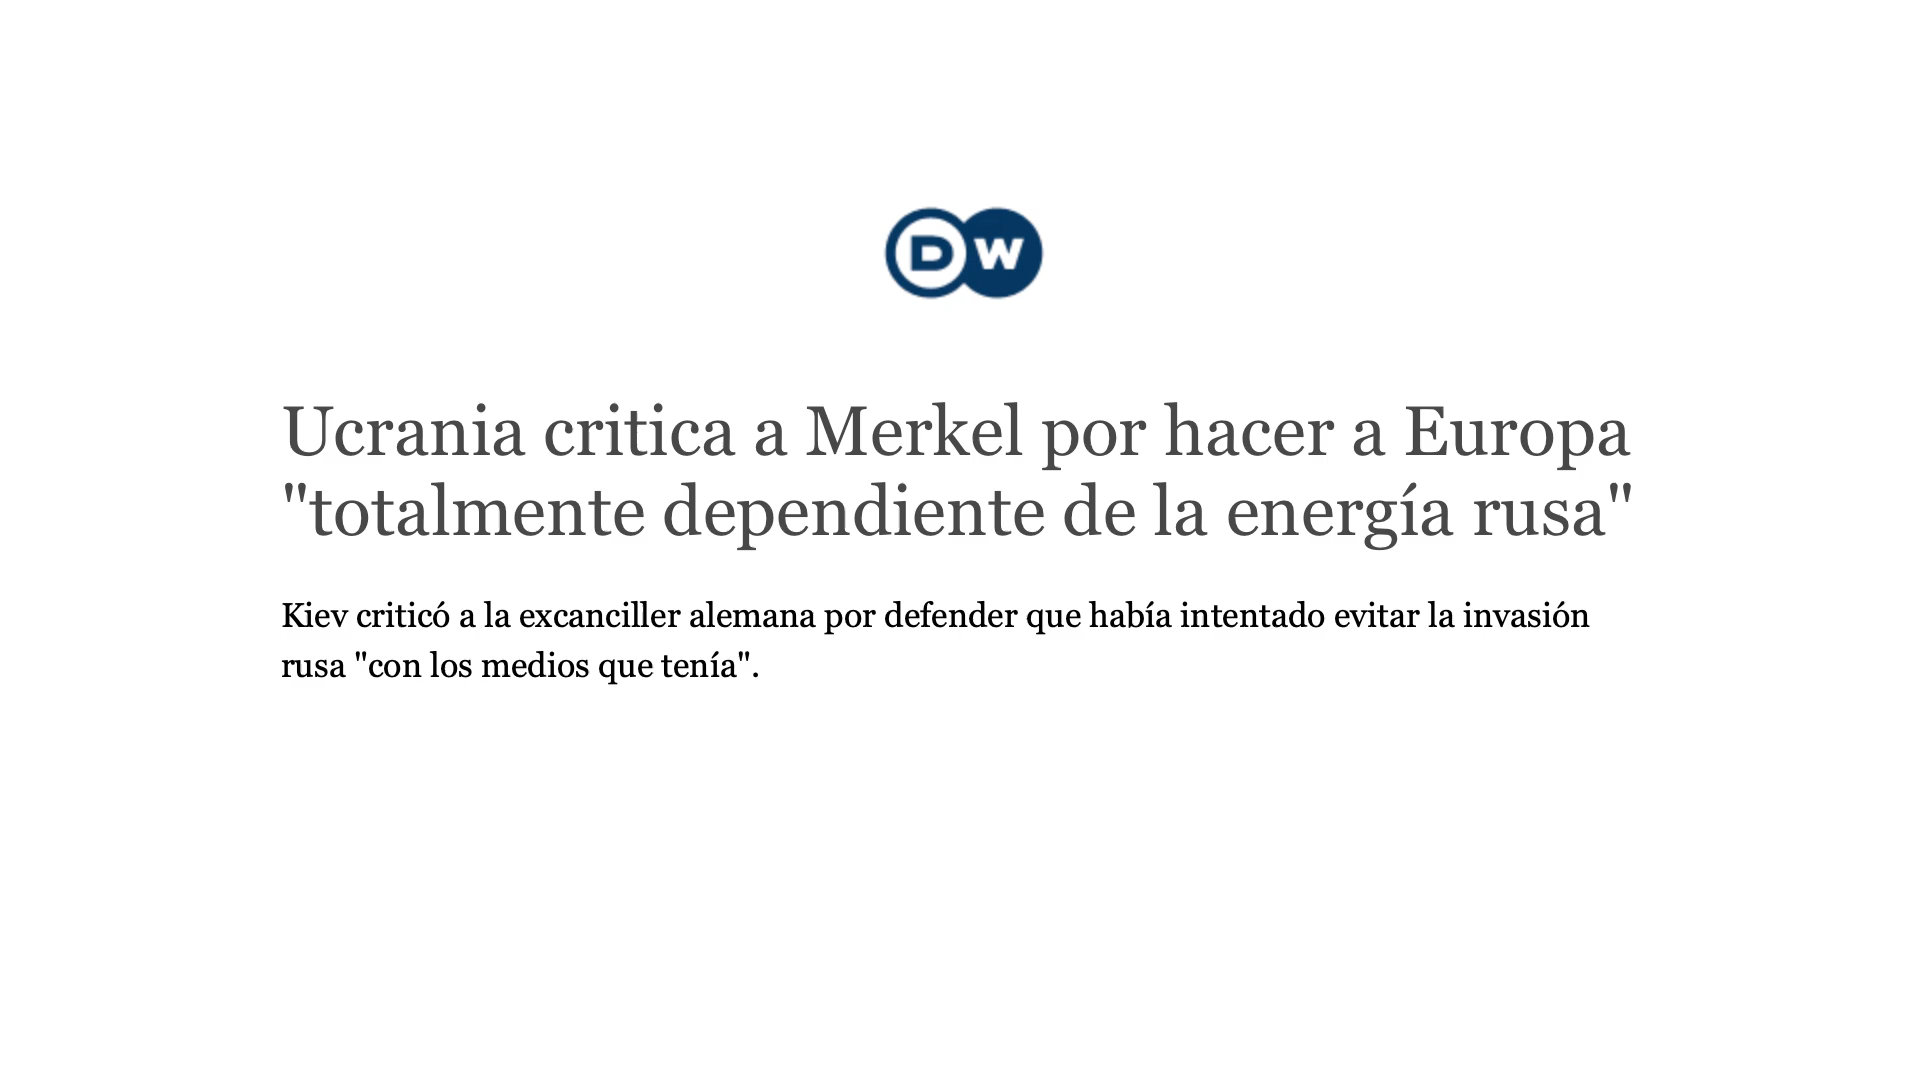 DW
Ucrania critica a Merkel por hacer a Europa
"totalmente dependiente de la energía rusa"
Kiev criticó a la excanciller alemana por defender que había intentado evitar la invasión
rusa "con los medios que tenía".